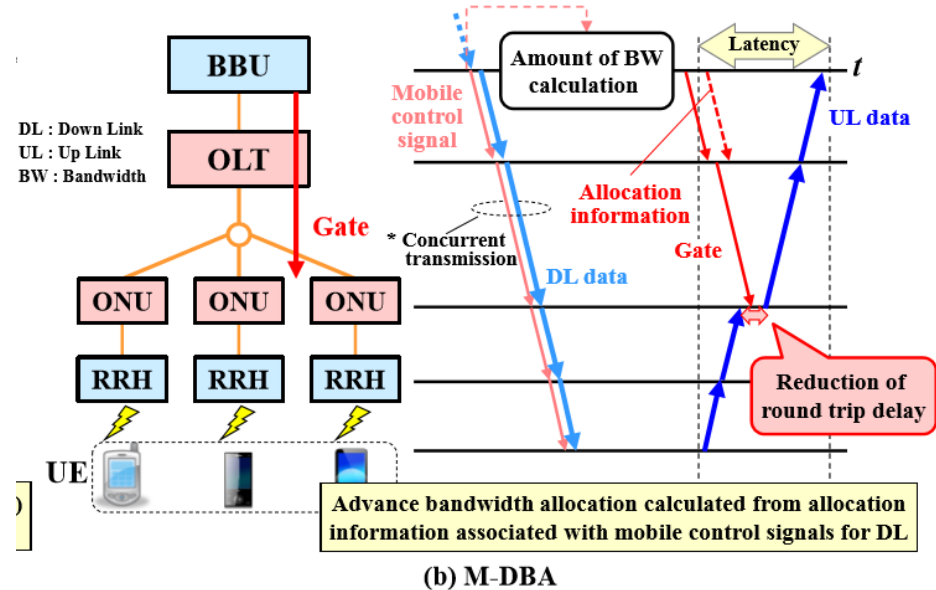 BBU
DL : Down Link
UL : Up Link
BW : Bandwidth
OLT
Gate
ONU
ONU
ONU
RRH
RRH
RRH
UE
Amount of BW
calculation
Latency
t
Mobile
control
signal
UL data
Allocation
information
* Concurrent
transmission
Gate
DL data
Reduction of
round trip delay
)
Advance bandwidth allocation calculated from allocation
information associated with mobile control signals for DL
(b) M-DBA